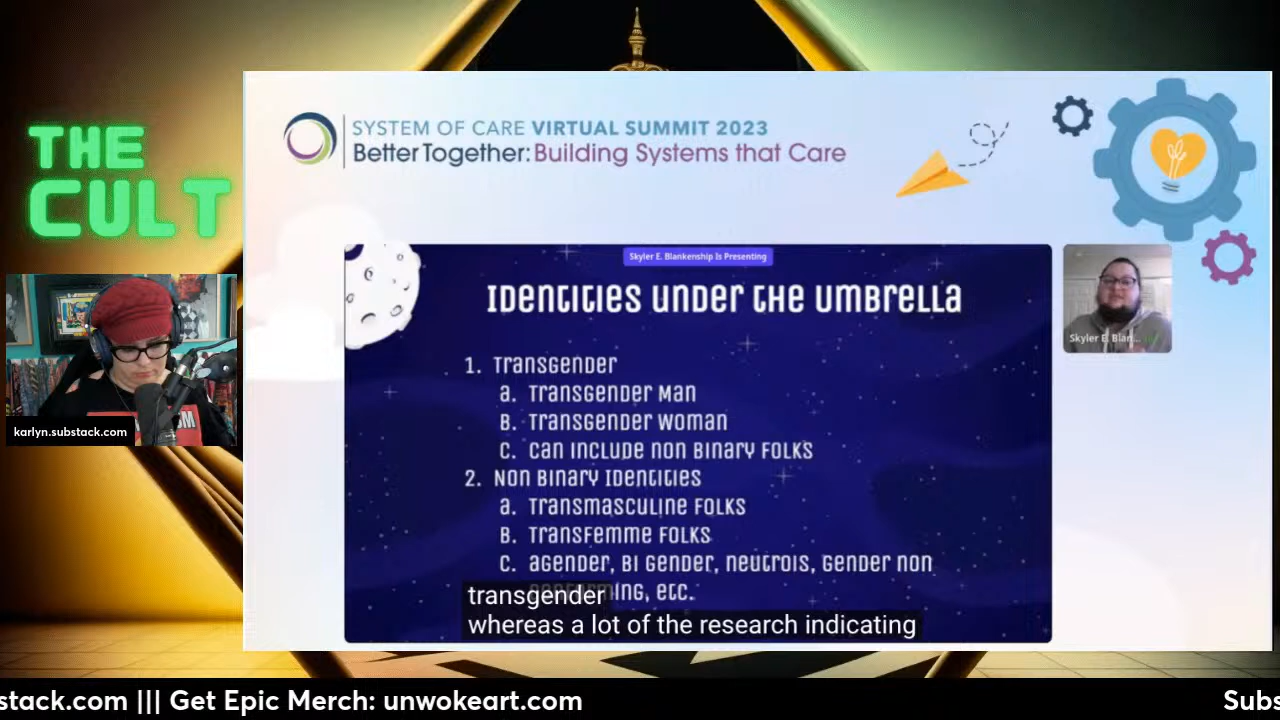 THE
CULT
karlyn.substack.com
SYSTEM OF CARE VIRTUAL SUMMIT 2023
Better Together: Building Systems that Care
Skyler E. Blankenship Is Presenting
Identities under the Umbrella
1. Transgender
a. Transgender Man
B. Transgender Woman
C. can include non binary folks
2. Non Binary Identities
a. Transmasculine folks
B. Transfemme folks
C. agender, Bi gender, neutrois, gender non
ing, etc.
transgender
whereas a lot of the research indicating
Skyler E. Blan...
stack.com ||| Get Epic Merch: unwokeart.com
Subs